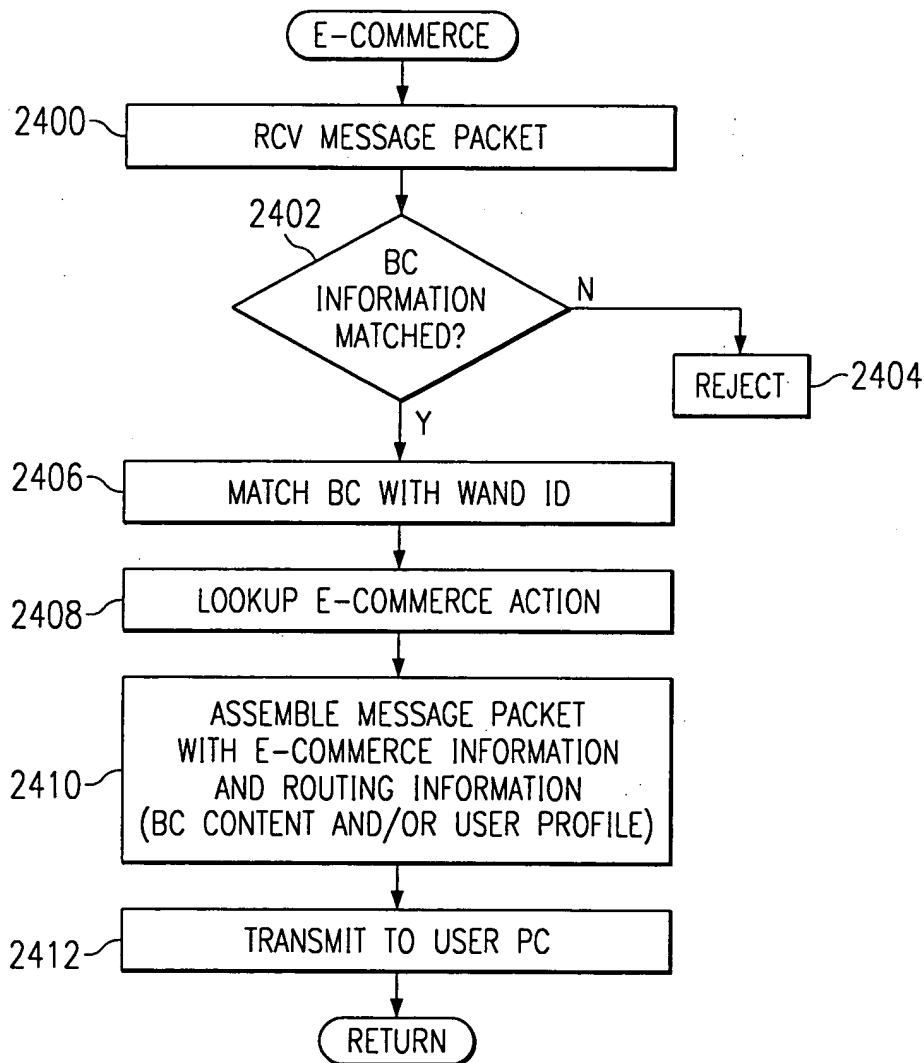 E-COMMERCE
2400
RCV MESSAGE PACKET
2402
BC
INFORMATION
MATCHED?
N
REJECT
2404
Y
2406
MATCH BC WITH WAND ID
2408
LOOKUP E-COMMERCE ACTION
2410
ASSEMBLE MESSAGE PACKET
WITH E-COMMERCE INFORMATION
AND ROUTING INFORMATION
(BC CONTENT AND/OR USER PROFILE)
2412
TRANSMIT TO USER PC
RETURN